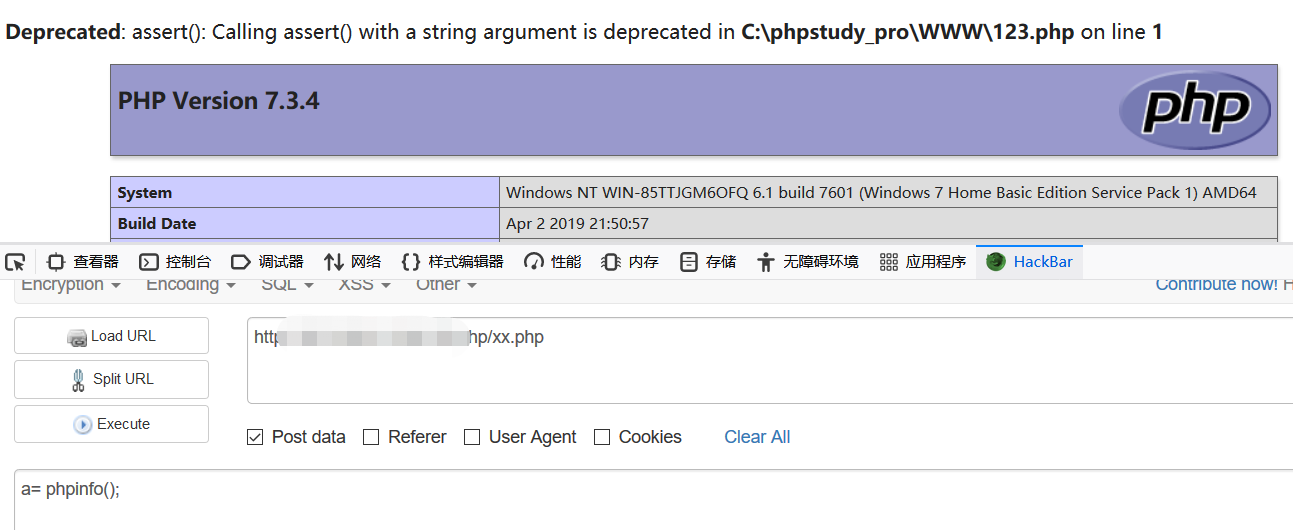 Deprecated: assert(): Calling assert() with a string argument is deprecated in C:\phpstudy_pro\WWW\123.php on line 1
PHP Version 7.3.4
php
System Windows NT WIN-85TTJGM6OFQ 6.1 build 7601 (Windows 7 Home Basic Edition Service Pack 1) AMD64
Build Date Apr 2 2019 21:50:57
查看器 控制台 调试器 网络 样式编辑器 性能 内存 存储 无障碍环境 应用程序 HackBar
Encryption Encoding SQL XSS Other Contribute now! H
Load URL
http hp/xx.php
Split URL
Execute
Post data Referer User Agent Cookies Clear All
a= phpinfo();